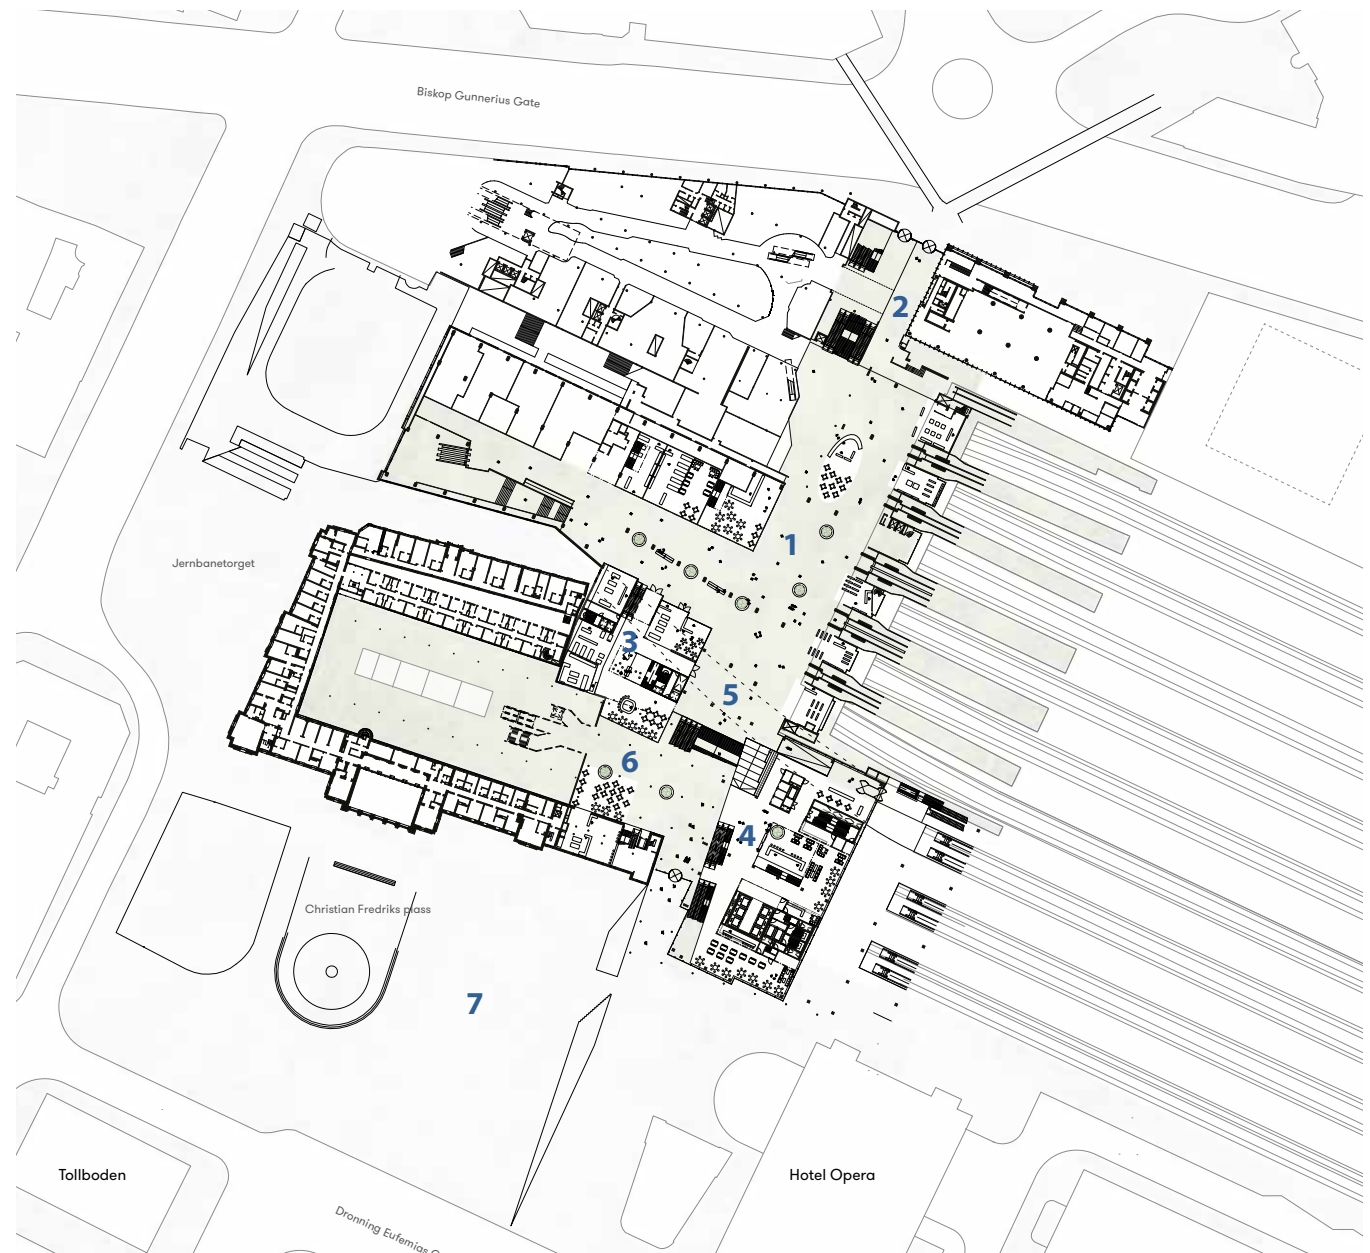 Biskop Gunnerius Gate
2
1
Jernbanetorget
3
5
6
4
Christian Fredriks plass
7
Tollboden
Hotel Opera
Dronning Eufemias